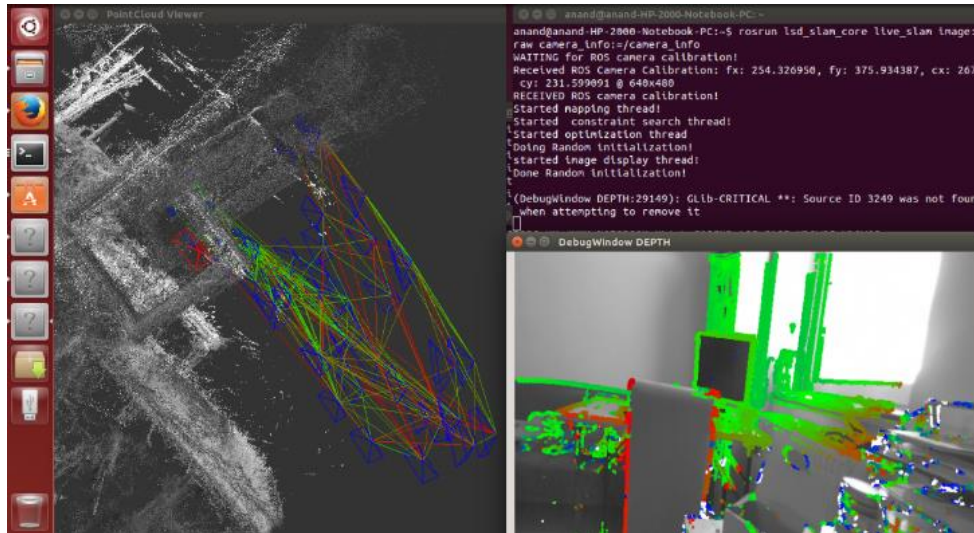 PointCloud Viewer
anand@anand-HP-2000-Notebook-PC: ~
anand@anand-HP-2000-Notebook-PC:~$ rosrun lsd_slam_core live_slam image:
raw camera_info:=/camera_info
WAITING for ROS camera calibration!
Received ROS Camera Calibration: fx: 254.326950, fy: 375.934387, cx: 267
cy: 231.599091 @ 640x480
RECEIVED ROS camera calibration!
Started mapping thread!
Started constraint search thread!
Started optimization thread
Doing Random initialization!
started image display thread!
Done Random initialization!
(DebugWindow DEPTH:29149): GLib-CRITICAL **: Source ID 3249 was not foun
when attempting to remove it
DebugWindow DEPTH